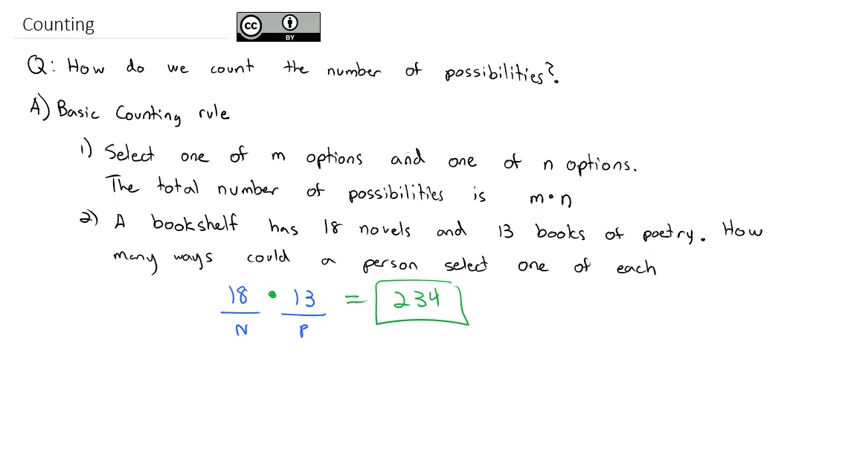 Counting
cc BY
Q: How do we count the number of possibilities?
A) Basic Counting rule
1) Select one of m options and one of n options.
The total number of possibilities is m•n
2) A bookshelf has 18 novels and 13 books of poetry. How
many ways could a person select one of each
18 • 13 = 234
N P